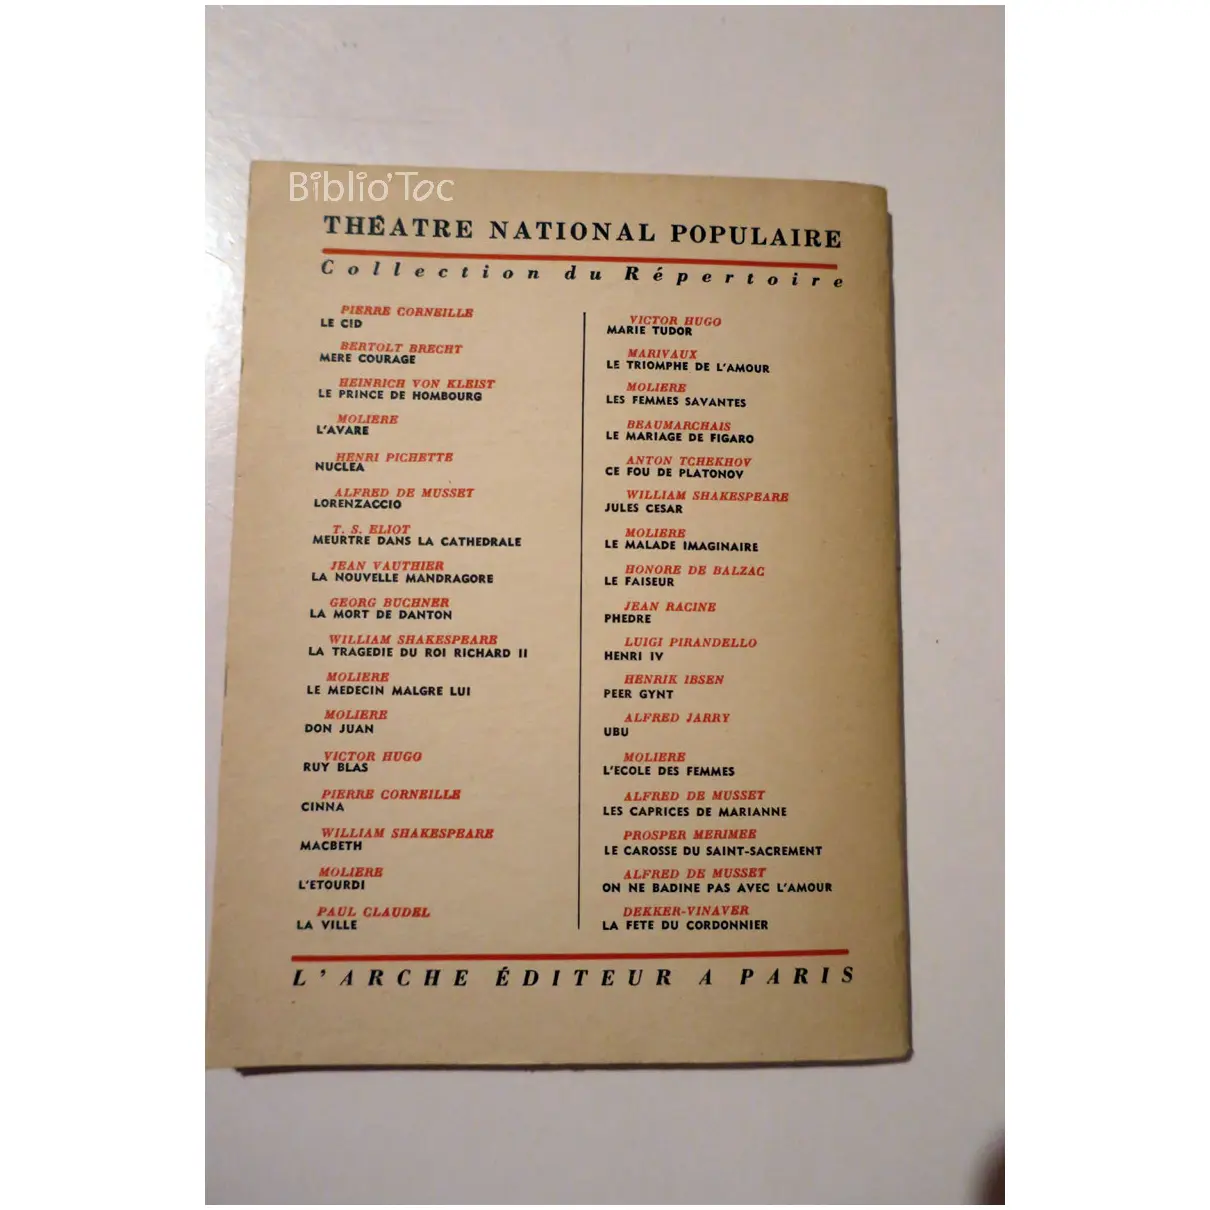 Biblio'Toc
THÉATRE NATIONAL POPULAIRE
Collection du Répertoire
PIERRE CORNEILLE
LE CID
BERTOLT BRECHT
MERE COURAGE
HEINRICH VON KLEIST
LE PRINCE DE HOMBOURG
MOLIERE
L'AVARE
HENRI PICHETTE
NUCLEA
ALFRED DE MUSSET
LORENZACCIO
T. S. ELIOT
MEURTRE DANS LA CATHEDRALE
JEAN VAUTHIER
LA NOUVELLE MANDRAGORE
GEORG BUCHNER
LA MORT DE DANTON
WILLIAM SHAKESPEARE
LA TRAGEDIE DU ROI RICHARD II
MOLIERE
LE MEDECIN MALGRE LUI
MOLIERE
DON JUAN
VICTOR HUGO
RUY BLAS
PIERRE CORNEILLE
CINNA
WILLIAM SHAKESPEARE
MACBETH
MOLIERE
L'ETOURDI
PAUL CLAUDEL
LA VILLE
VICTOR HUGO
MARIE TUDOR
MARIVAUX
LE TRIOMPHE DE L'AMOUR
MOLIERE
LES FEMMES SAVANTES
BEAUMARCHAIS
LE MARIAGE DE FIGARO
ANTON TCHEKHOV
CE FOU DE PLATONOV
WILLIAM SHAKESPEARE
JULES CESAR
MOLIERE
LE MALADE IMAGINAIRE
HONORE DE BALZAC
LE FAISEUR
JEAN RACINE
PHEDRE
LUIGI PIRANDELLO
HENRI IV
HENRIK IBSEN
PEER GYNT
ALFRED JARRY
UBU
MOLIERE
L'ECOLE DES FEMMES
ALFRED DE MUSSET
LES CAPRICES DE MARIANNE
PROSPER MERIMEE
LE CAROSSE DU SAINT-SACREMENT
ALFRED DE MUSSET
ON NE BADINE PAS AVEC L'AMOUR
DEKKER-VINAVER
LA FETE DU CORDONNIER
L'ARCHE ÉDITEUR A PARIS